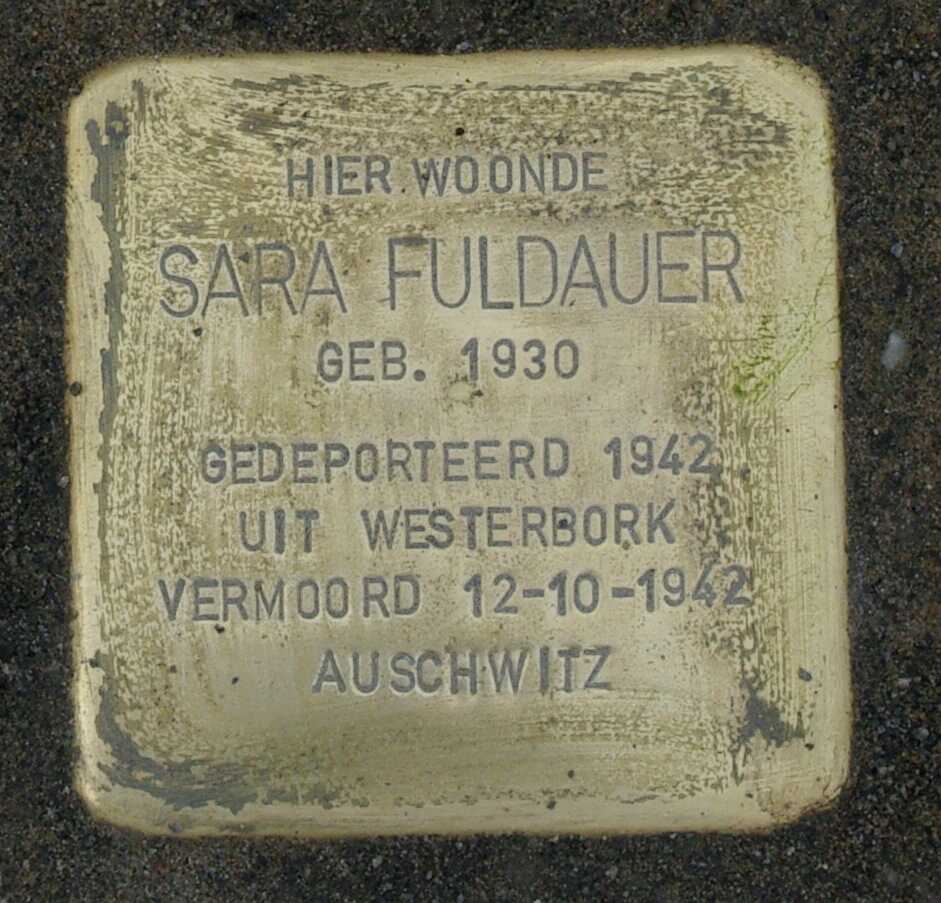 HIER WOONDE
SARA FULDAUER
GEB. 1930
GEDEPORTEERD 1942
UIT WESTERBORK
VERMOORD 12-10-1942
AUSCHWITZ